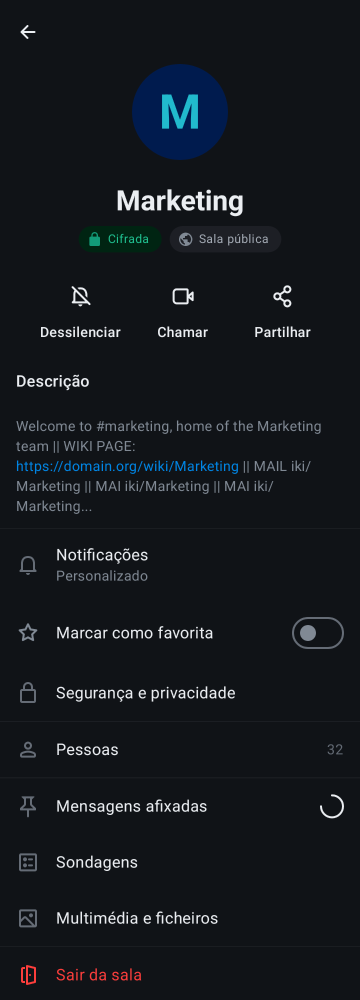 M
Marketing
Cifrada
Sala pública
Dessilenciar
Chamar
Partilhar
Descrição
Welcome to #marketing, home of the Marketing
team || WIKI PAGE:
https://domain.org/wiki/Marketing || MAIL iki/
Marketing || MAI iki/Marketing || MAI iki/
Marketing...
Notificações
Personalizado
Marcar como favorita
Segurança e privacidade
Pessoas 32
Mensagens afixadas
Sondagens
Multimédia e ficheiros
Sair da sala